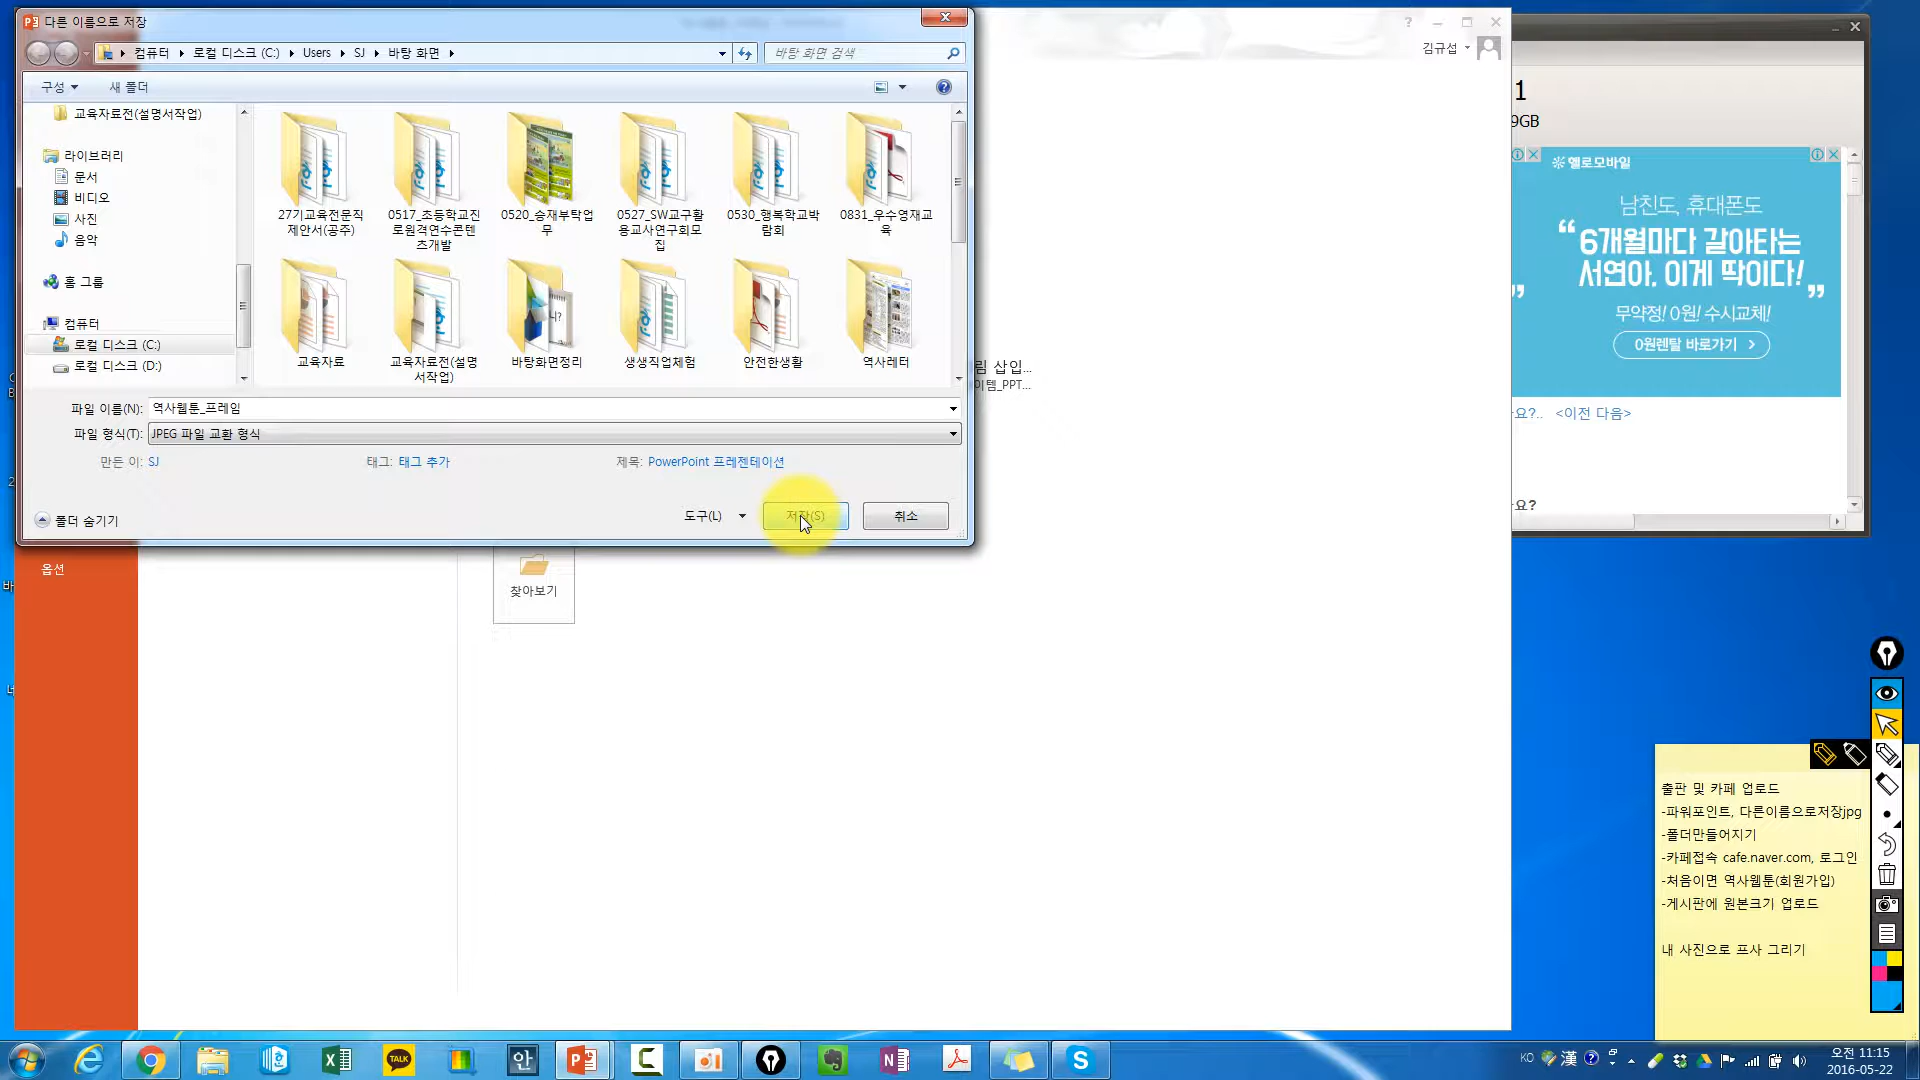 다른 이름으로 저장
컴퓨터 ▸ 로컬 디스크 (C:) ▸ Users ▸ SJ ▸ 바탕 화면 ▸
바탕 화면 검색
구성
새 폴더
교육자료전(설명서작업)
라이브러리
문서
비디오
사진
음악
홈 그룹
컴퓨터
로컬 디스크 (C:)
로컬 디스크 (D:)
27기교육전문직
제안서(공주)
0517_초등학교진
로원격연수콘텐
츠개발
0520_승재부탁업
무
0527_SW교구활
용교사연구회모
집
0530_행복학교박
람회
0831_우수영재교
육
교육자료
교육자료전(설명
서작업)
바탕화면정리
생생직업체험
안전한생활
역사레터
파일 이름(N):
역사웹툰_프레임
파일 형식(T):
JPEG 파일 교환 형식
만든 이: SJ
태그: 태그 추가
제목: PowerPoint 프레젠테이션
폴더 숨기기
도구(L)
저장(S)
취소
옵션
찾아보기
림 삽입...
이템_PPT...
김규섭
1
9GB
옐로모바일
남친도, 휴대폰도
“6개월마다 갈아타는
서연아, 이게 딱이다!”
무약정! 0원! 수시교체!
0원렌탈 바로가기 >
요?.. <이전 다음>
요?
출판 및 카페 업로드
-파워포인트, 다른이름으로저장jpg
-폴더만들어지기
-카페접속 cafe.naver.com, 로그인
-처음이면 역사웹툰(회원가입)
-게시판에 원본크기 업로드
내 사진으로 프사 그리기
TALK
안
KO
漢
오전 11:15
2016-05-22